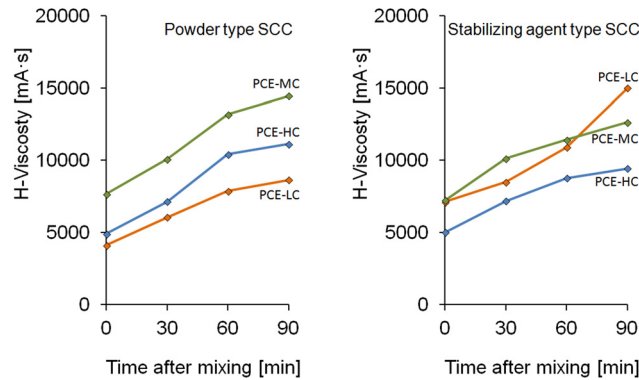 Powder type SCC
H-Viscosty [mA·s]
20000
15000
10000
5000
0
PCE-MC
PCE-HC
PCE-LC
0 30 60 90
Time after mixing [min]
Stabilizing agent type SCC
H-Viscosty [mA·s]
20000
15000
10000
5000
0
PCE-LC
PCE-MC
PCE-HC
0 30 60 90
Time after mixing [min]